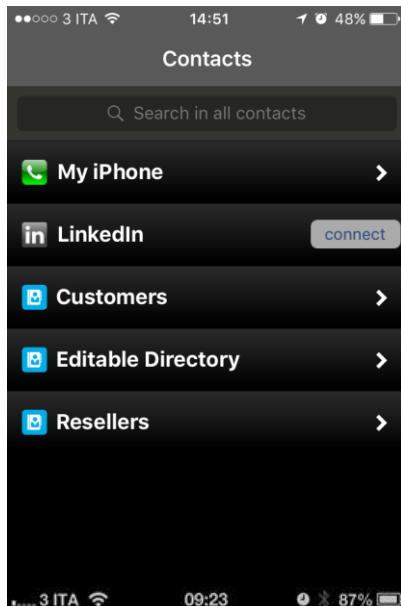 3 ITA 14:51 48%
Contacts
Search in all contacts
My iPhone
in LinkedIn connect
Customers
Editable Directory
Resellers
3 ITA 09:23 87%